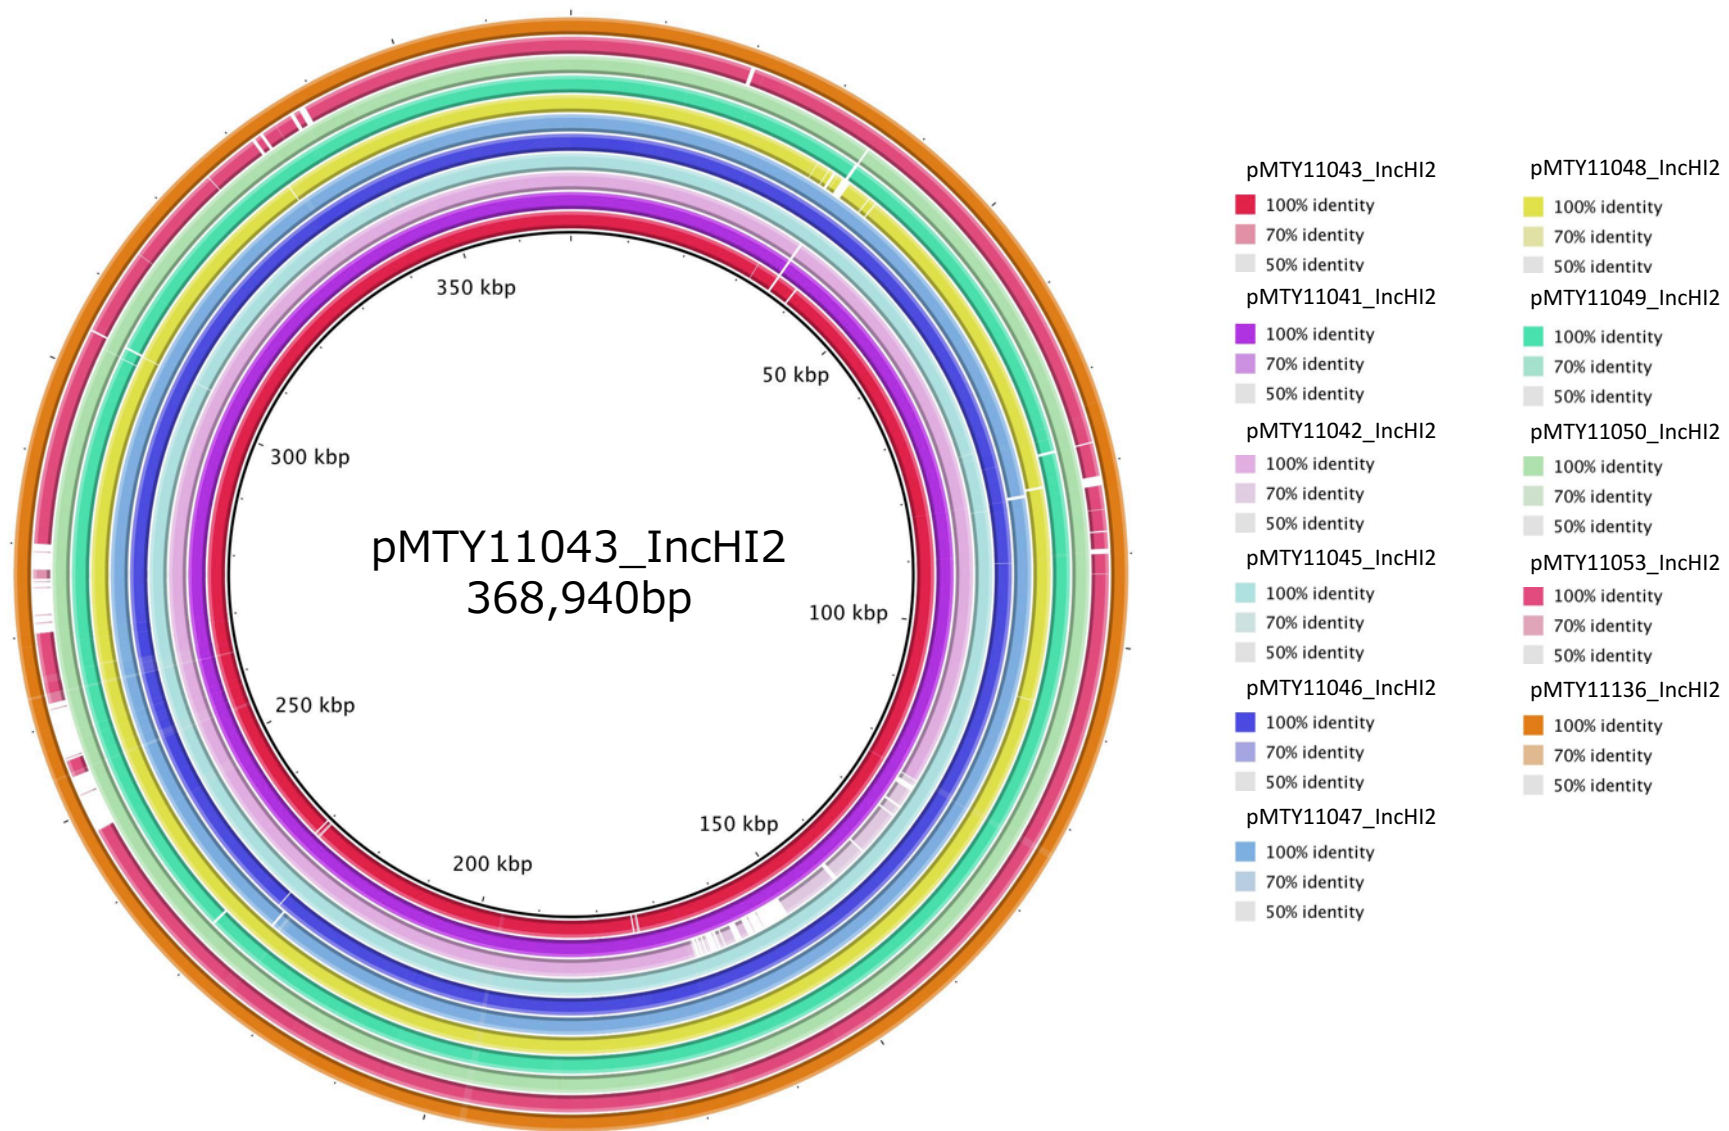 350 kbp
50 kbp
300 kbp
pMTY11043_IncHI2
368,940bp
100 kbp
250 kbp
150 kbp
200 kbp
pMTY11043_IncHI2
100% identity
70% identity
50% identity
pMTY11041_IncHI2
100% identity
70% identity
50% identity
pMTY11042_IncHI2
100% identity
70% identity
50% identity
pMTY11045_IncHI2
100% identity
70% identity
50% identity
pMTY11046_IncHI2
100% identity
70% identity
50% identity
pMTY11047_IncHI2
100% identity
70% identity
50% identity
pMTY11048_IncHI2
100% identity
70% identity
50% identity
pMTY11049_IncHI2
100% identity
70% identity
50% identity
pMTY11050_IncHI2
100% identity
70% identity
50% identity
pMTY11053_IncHI2
100% identity
70% identity
50% identity
pMTY11136_IncHI2
100% identity
70% identity
50% identity